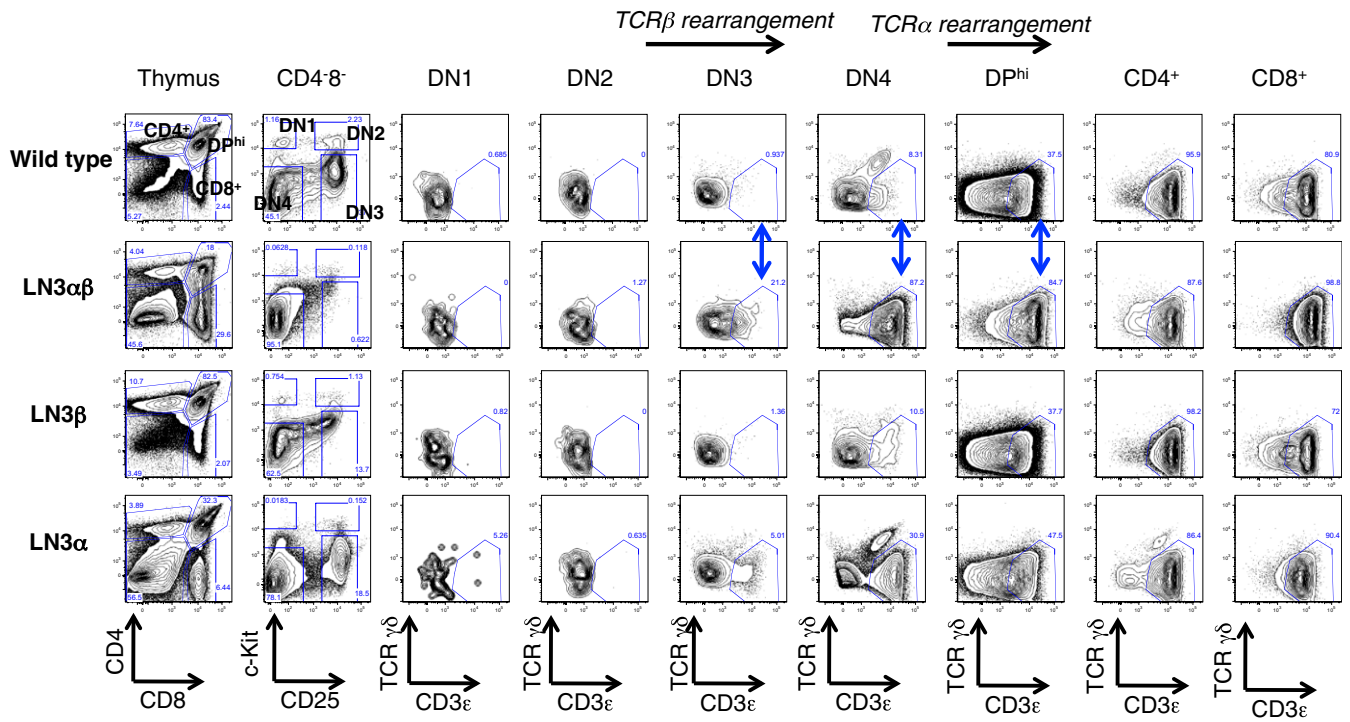 TCRβ rearrangement TCRα rearrangement
Thymus CD4⁻8⁻ DN1 DN2 DN3 DN4 DPhi CD4⁺ CD8⁺
Wild type
7.64 CD4⁺ 83.4 DPhi CD8⁺ 5.27 2.44
1.16 DN1 2.23 DN2 DN4 DN3 45.1
0.685 0 0.937 8.31 37.5 95.9 80.9
LN3αβ
4.04 18 45.6 29.6
0.0628 0.118 95.1 0.622
0 1.27 21.2 87.2 84.7 87.6 98.8
LN3β
10.7 82.5 3.49 2.07
0.754 1.13 62.5 13.7
0.82 0 1.36 10.5 37.7 98.2 72
LN3α
3.89 32.3 56.5 6.44
0.0183 0.152 78.1 18.5
5.26 0.635 5.01 30.9 47.5 86.4 90.4
CD4 c-Kit TCR γδ TCR γδ TCR γδ TCR γδ TCR γδ TCR γδ TCR γδ
CD8 CD25 CD3ε CD3ε CD3ε CD3ε CD3ε CD3ε CD3ε